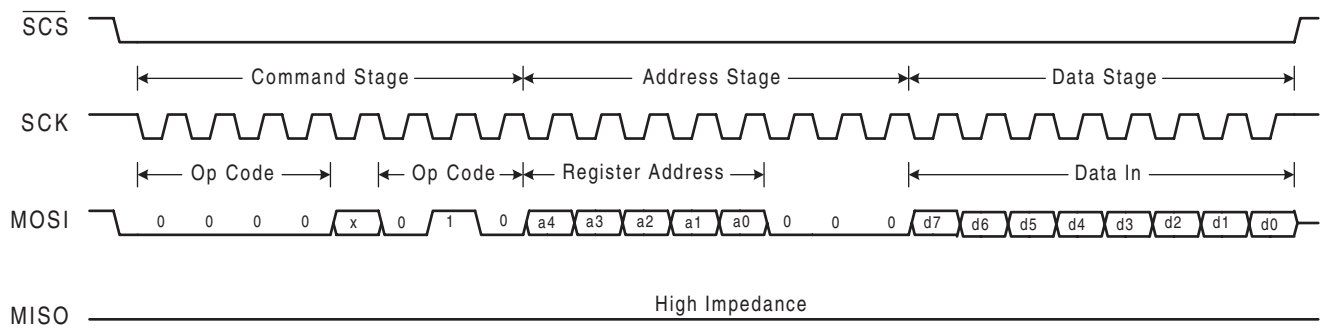 SCS
Command Stage Address Stage Data Stage
SCK
Op Code Op Code Register Address Data In
MOSI 0 0 0 0 x 0 1 0 a4 a3 a2 a1 a0 0 0 0 d7 d6 d5 d4 d3 d2 d1 d0
High Impedance
MISO